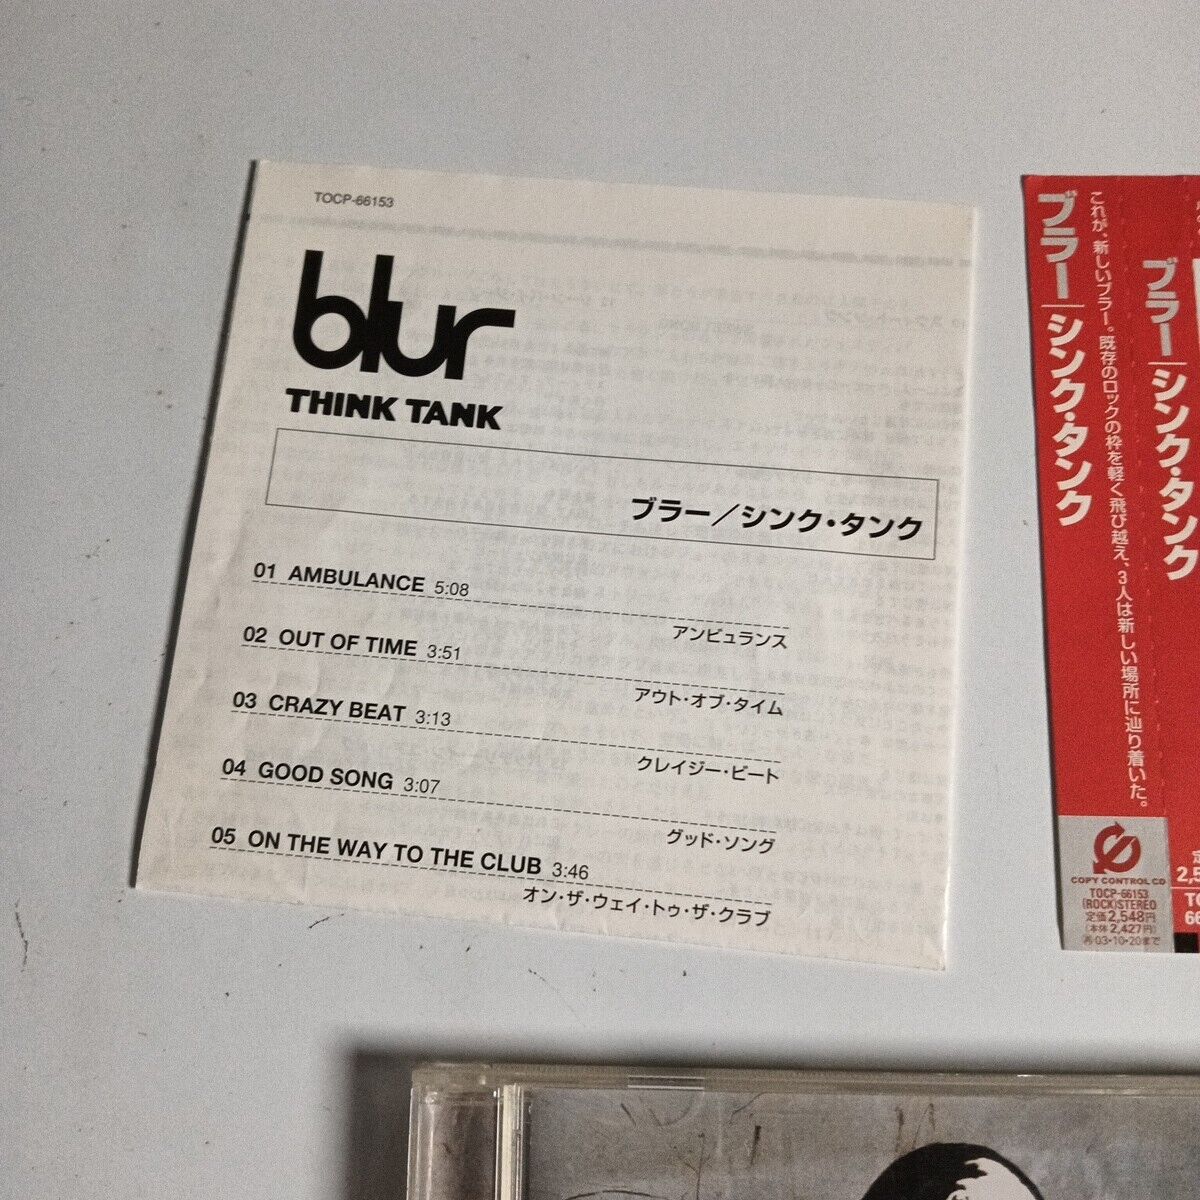 TOCP-66153
blur
THINK TANK
ブラー／シンク・タンク
01 AMBULANCE 5:08
アンビュランス
02 OUT OF TIME 3:51
アウト・オブ・タイム
03 CRAZY BEAT 3:13
クレイジー・ビート
04 GOOD SONG 3:07
グッド・ソング
05 ON THE WAY TO THE CLUB 3:46
オン・ザ・ウェイ・トゥ・ザ・クラブ
ブラー｜シンク・タンク
これが、新しいブラー。既存のロックの枠を軽く飛び越え、3人は新しい場所に辿り着いた。
COPY CONTROL CD
TOCP-66153
(ROCK)STEREO
定価2,548円
(本体2,427円)
再03・10・20まで
ブラー｜シンク・タンク